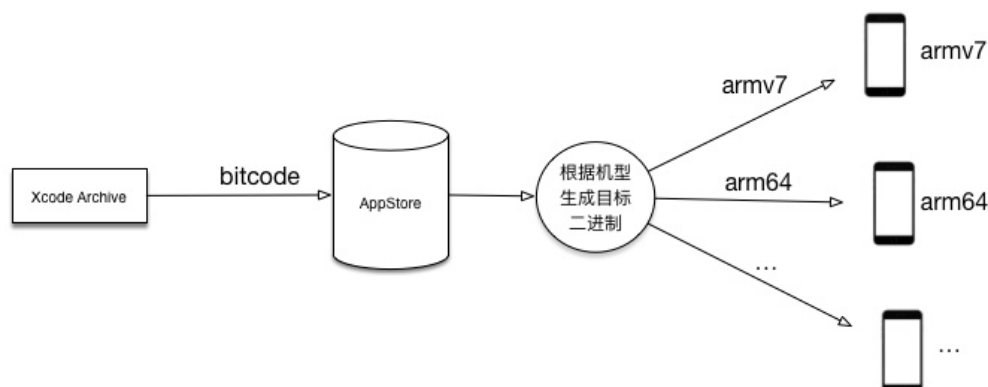 Xcode Archive
bitcode
AppStore
根据机型
生成目标
二进制
armv7
armv7
arm64
arm64
...
...